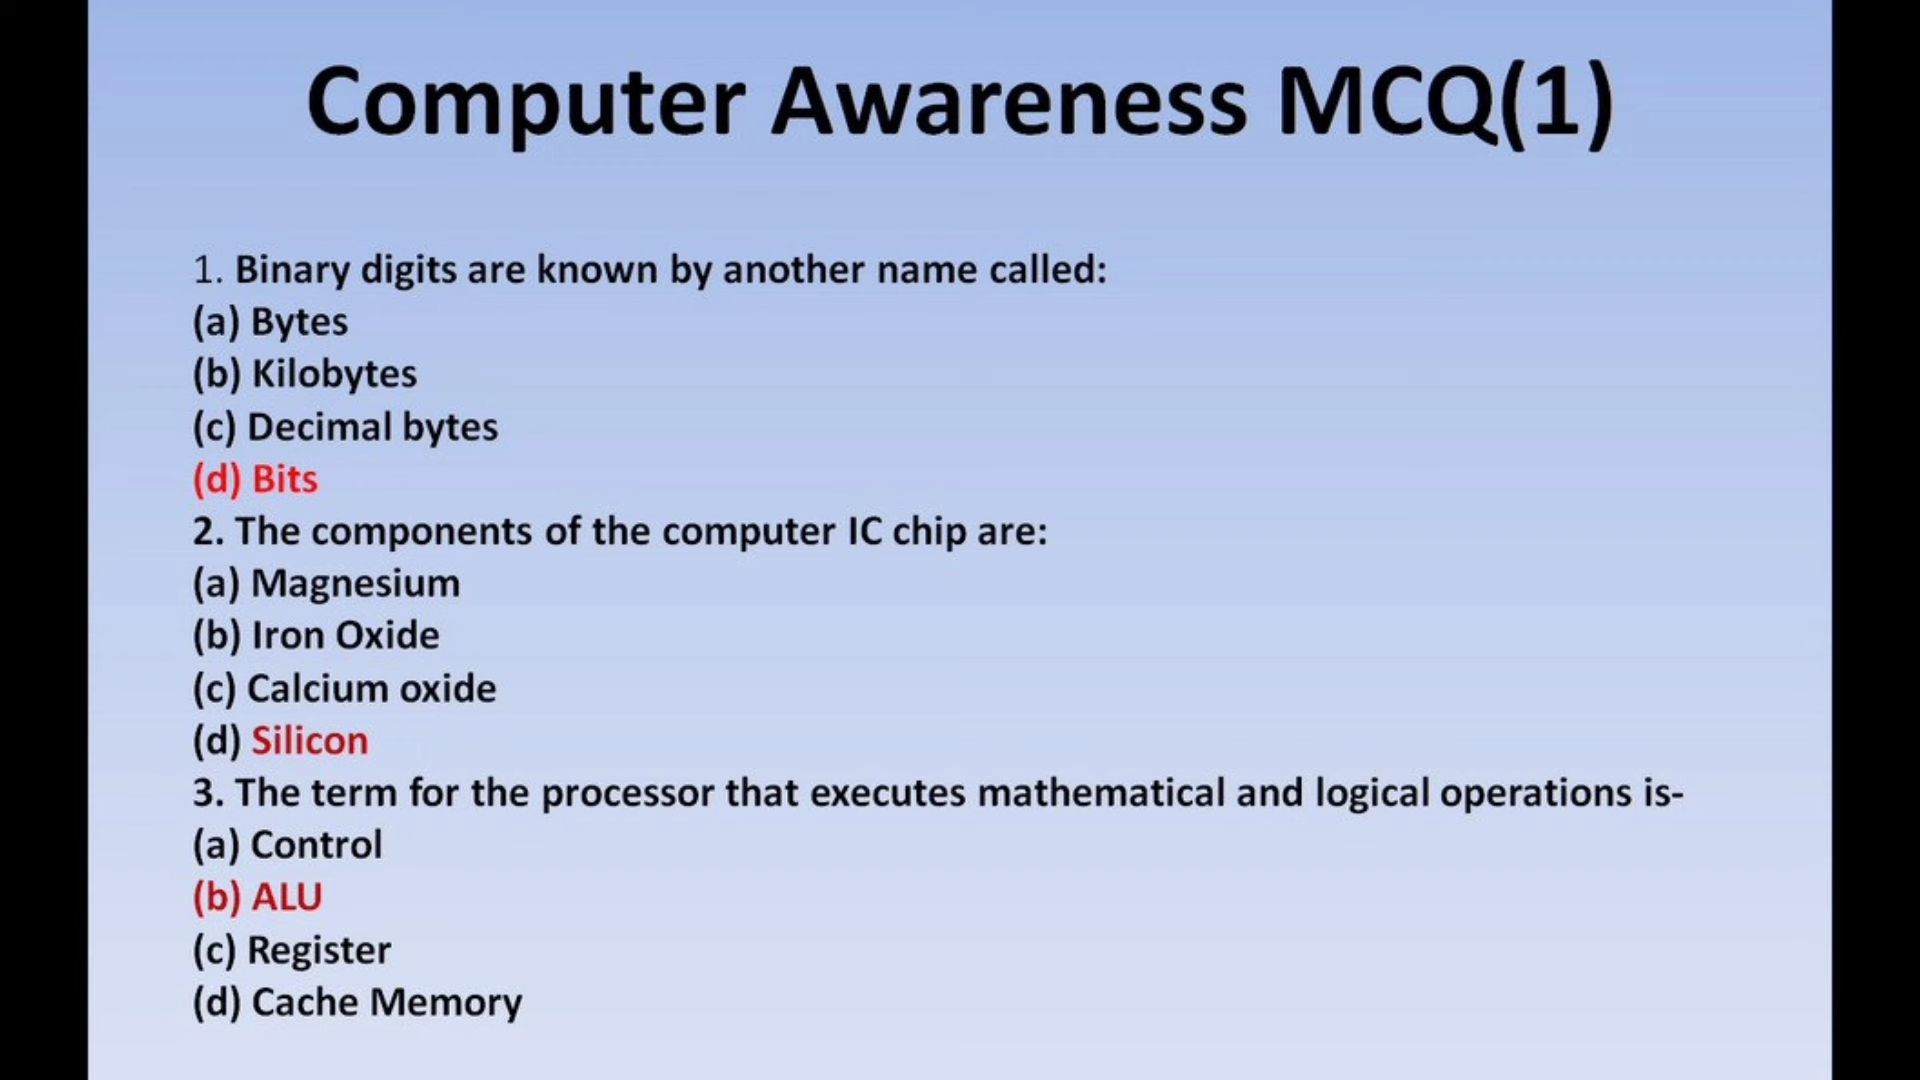 Computer Awareness MCQ(1)
1. Binary digits are known by another name called:
(a) Bytes
(b) Kilobytes
(c) Decimal bytes
(d) Bits
2. The components of the computer IC chip are:
(a) Magnesium
(b) Iron Oxide
(c) Calcium oxide
(d) Silicon
3. The term for the processor that executes mathematical and logical operations is-
(a) Control
(b) ALU
(c) Register
(d) Cache Memory